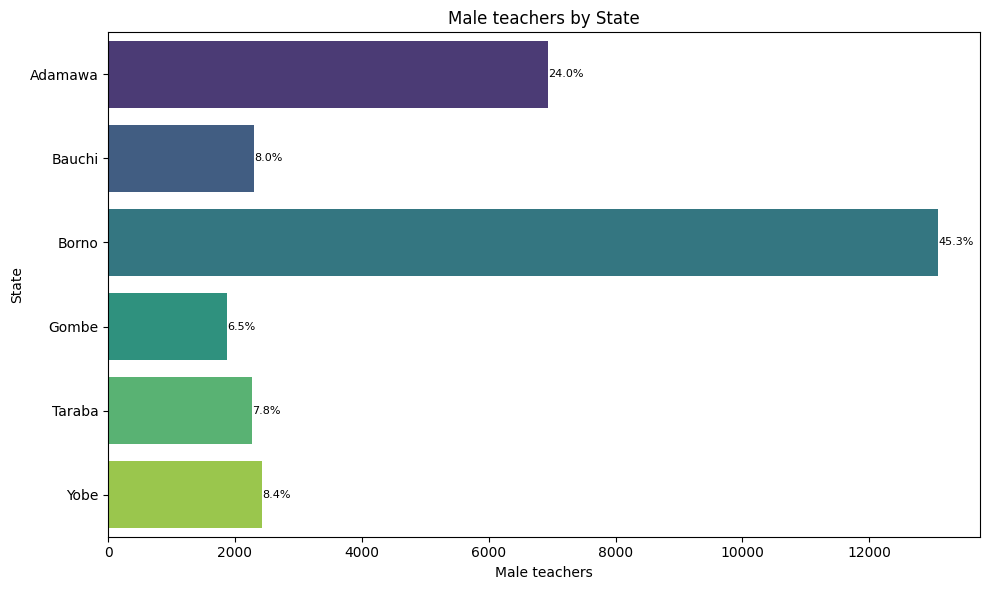 Male teachers by State
Adamawa
24.0%
Bauchi
8.0%
Borno
45.3%
Gombe
6.5%
Taraba
7.8%
Yobe
8.4%
State
0 2000 4000 6000 8000 10000 12000
Male teachers